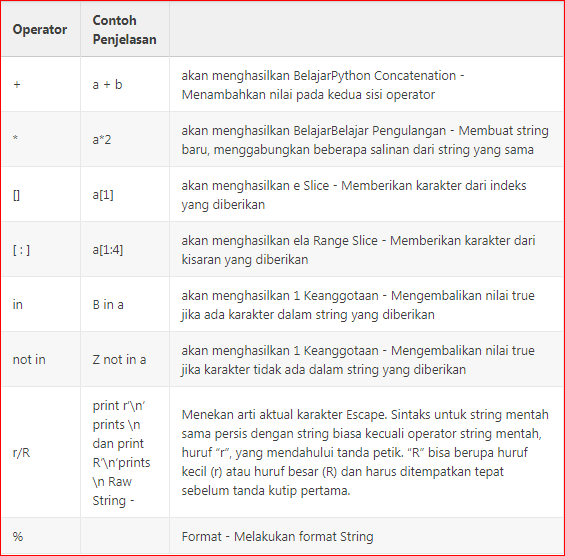 Operator
Contoh
Penjelasan
+
a + b
akan menghasilkan BelajarPython Concatenation -
Menambahkan nilai pada kedua sisi operator
*
a*2
akan menghasilkan BelajarBelajar Pengulangan - Membuat string
baru, menggabungkan beberapa salinan dari string yang sama
[]
a[1]
akan menghasilkan e Slice - Memberikan karakter dari indeks
yang diberikan
[ : ]
a[1:4]
akan menghasilkan ela Range Slice - Memberikan karakter dari
kisaran yang diberikan
in
B in a
akan menghasilkan 1 Keanggotaan - Mengembalikan nilai true
jika ada karakter dalam string yang diberikan
not in
Z not in a
akan menghasilkan 1 Keanggotaan - Mengembalikan nilai true
jika karakter tidak ada dalam string yang diberikan
r/R
print r'\n'
prints \n
dan print
R'\n'prints
\n Raw
String -
Menekan arti aktual karakter Escape. Sintaks untuk string mentah
sama persis dengan string biasa kecuali operator string mentah,
huruf “r”, yang mendahului tanda petik. “R” bisa berupa huruf
kecil (r) atau huruf besar (R) dan harus ditempatkan tepat
sebelum tanda kutip pertama.
%
Format - Melakukan format String